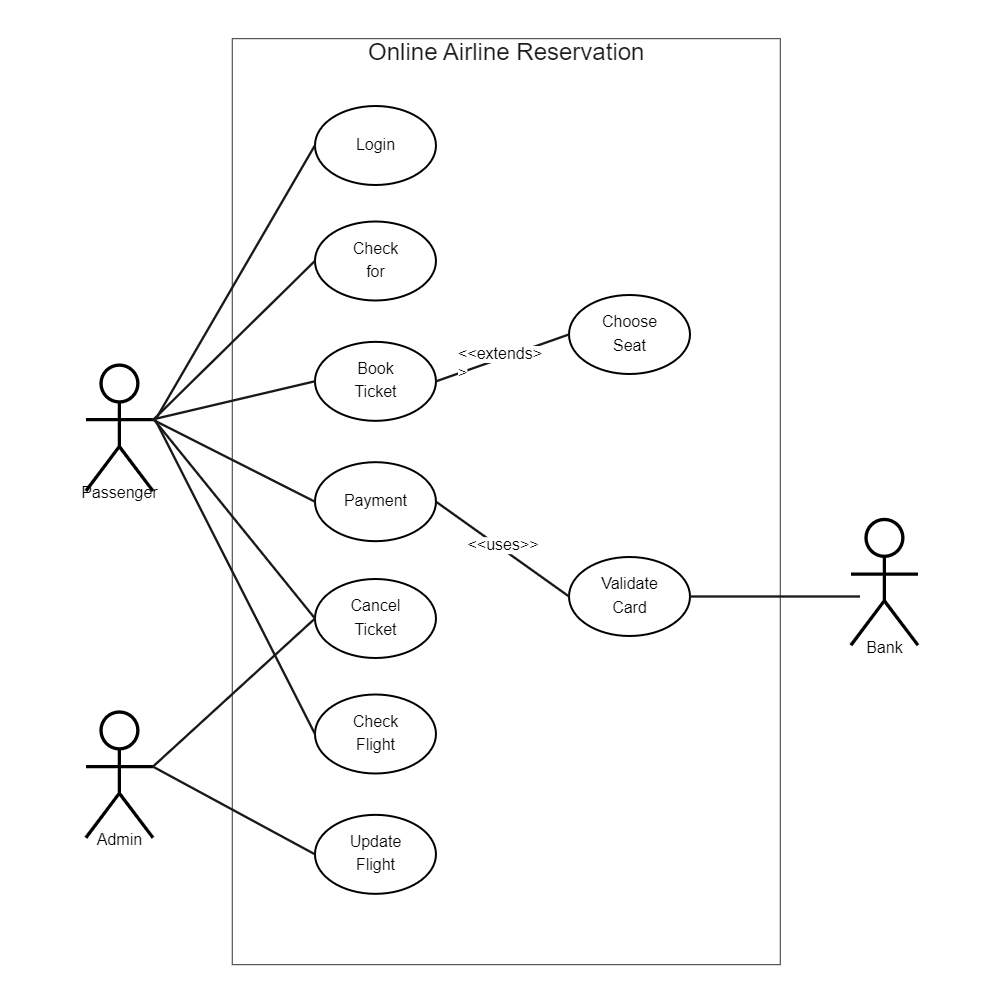 Online Airline Reservation
Login
Check
for
Choose
Seat
<<extends>
>
Book
Ticket
Passenger
Payment
<<uses>>
Validate
Card
Bank
Cancel
Ticket
Check
Flight
Admin
Update
Flight